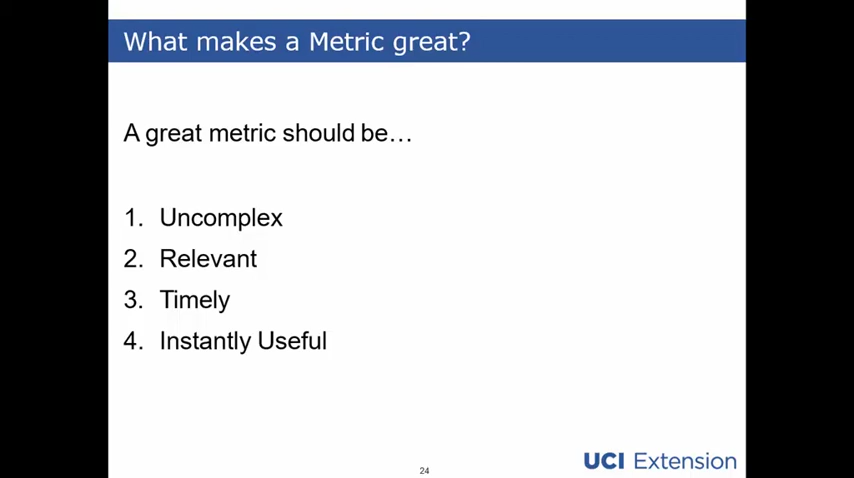 What makes a Metric great?
A great metric should be…
1. Uncomplex
2. Relevant
3. Timely
4. Instantly Useful
24
UCI Extension